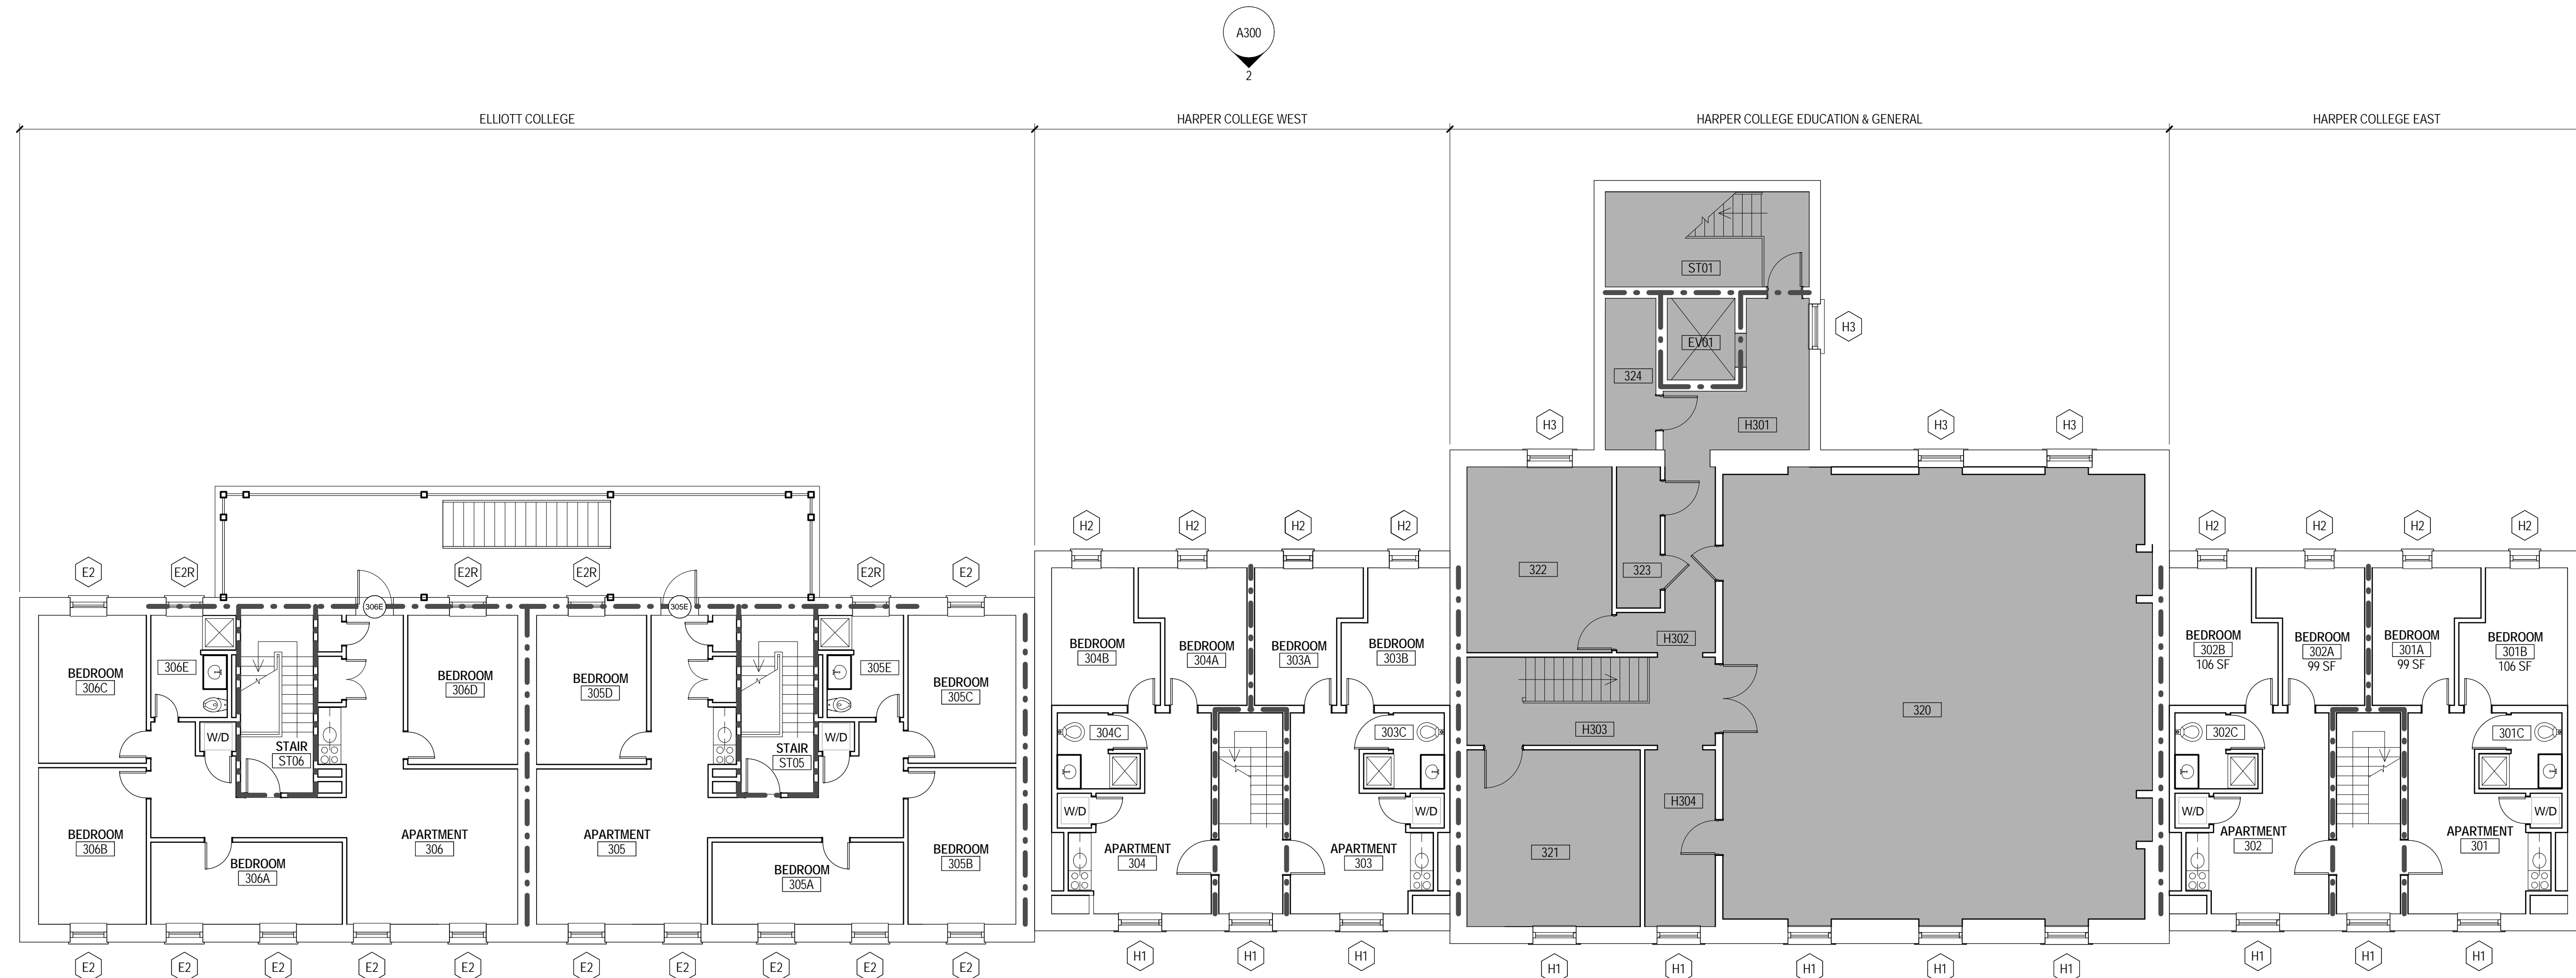 A300
2
ELLIOTT COLLEGE
HARPER COLLEGE WEST
HARPER COLLEGE EDUCATION & GENERAL
HARPER COLLEGE EAST
ST01
EV01
H3
324
H301
H3
H3
H3
H2
H2
H2
H2
H2
H2
H2
H2
E2
E2R
E2R
E2R
E2R
E2
306E
305E
322
323
H302
BEDROOM
306C
306E
BEDROOM
306D
BEDROOM
305D
305E
BEDROOM
305C
BEDROOM
304B
BEDROOM
304A
BEDROOM
303A
BEDROOM
303B
BEDROOM
302B
106 SF
BEDROOM
302A
99 SF
BEDROOM
301A
99 SF
BEDROOM
301B
106 SF
W/D
STAIR
ST06
STAIR
ST05
W/D
304C
303C
H303
320
302C
301C
W/D
W/D
H304
W/D
W/D
BEDROOM
306B
BEDROOM
306A
APARTMENT
306
APARTMENT
305
BEDROOM
305A
BEDROOM
305B
APARTMENT
304
APARTMENT
303
321
APARTMENT
302
APARTMENT
301
E2
E2
E2
E2
E2
E2
E2
E2
E2
E2
H1
H1
H1
H1
H1
H1
H1
H1
H1
H1
H1